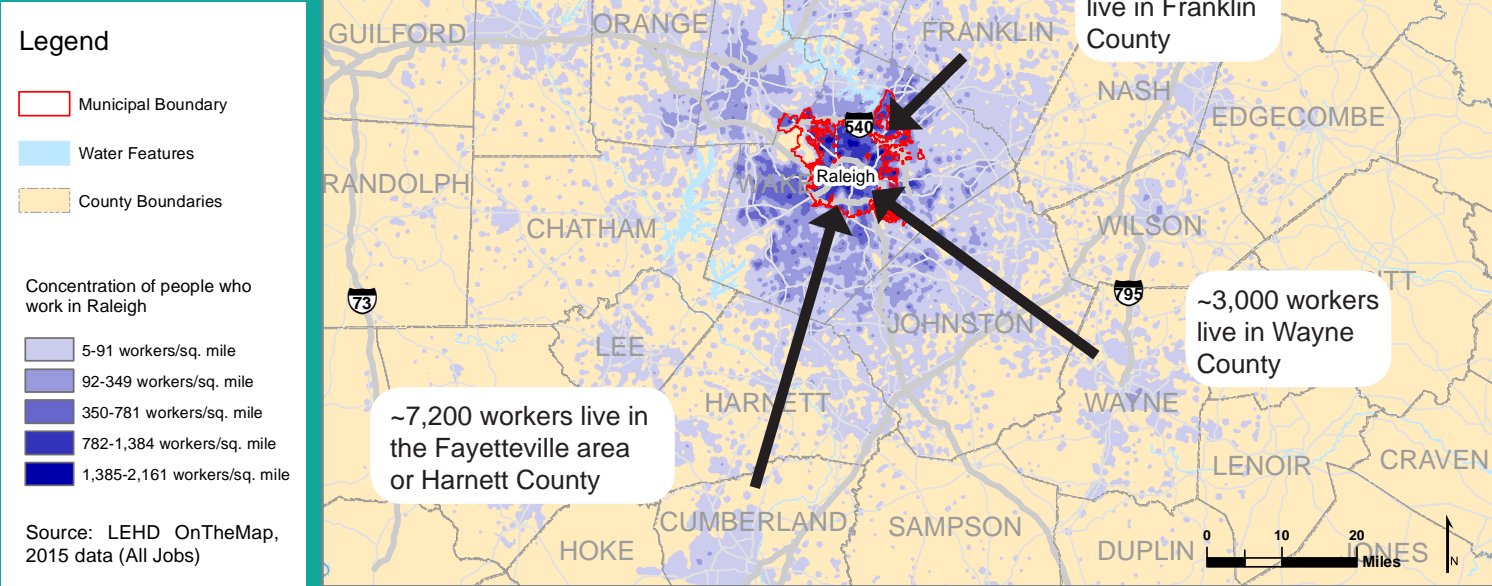 Legend
Municipal Boundary
Water Features
County Boundaries
Concentration of people who
work in Raleigh
5-91 workers/sq. mile
92-349 workers/sq. mile
350-781 workers/sq. mile
782-1,384 workers/sq. mile
1,385-2,161 workers/sq. mile
Source: LEHD OnTheMap,
2015 data (All Jobs)
live in Franklin
County
GUILFORD
ORANGE
FRANKLIN
NASH
EDGECOMBE
540
Raleigh
RANDOLPH
CHATHAM
WILSON
73
795
~3,000 workers
live in Wayne
County
JOHNSTON
LEE
HARNETT
WAYNE
~7,200 workers live in
the Fayetteville area
or Harnett County
LENOIR
CRAVEN
CUMBERLAND
SAMPSON
HOKE
DUPLIN
JONES
0 10 20
Miles
N